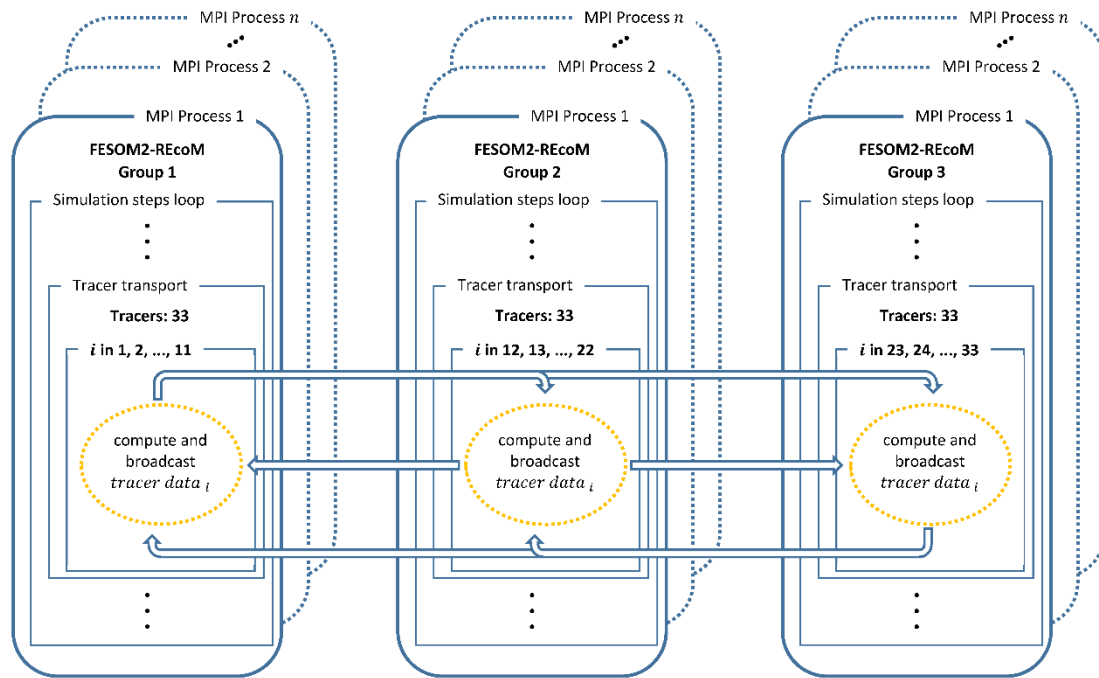 MPI Process n
MPI Process 2
MPI Process 1
FESOM2-REcoM
Group 1
Simulation steps loop
Tracer transport
Tracers: 33
i in 1, 2, ..., 11
compute and
broadcast
tracer data i
MPI Process n
MPI Process 2
MPI Process 1
FESOM2-REcoM
Group 2
Simulation steps loop
Tracer transport
Tracers: 33
i in 12, 13, ..., 22
compute and
broadcast
tracer data i
MPI Process n
MPI Process 2
MPI Process 1
FESOM2-REcoM
Group 3
Simulation steps loop
Tracer transport
Tracers: 33
i in 23, 24, ..., 33
compute and
broadcast
tracer data i